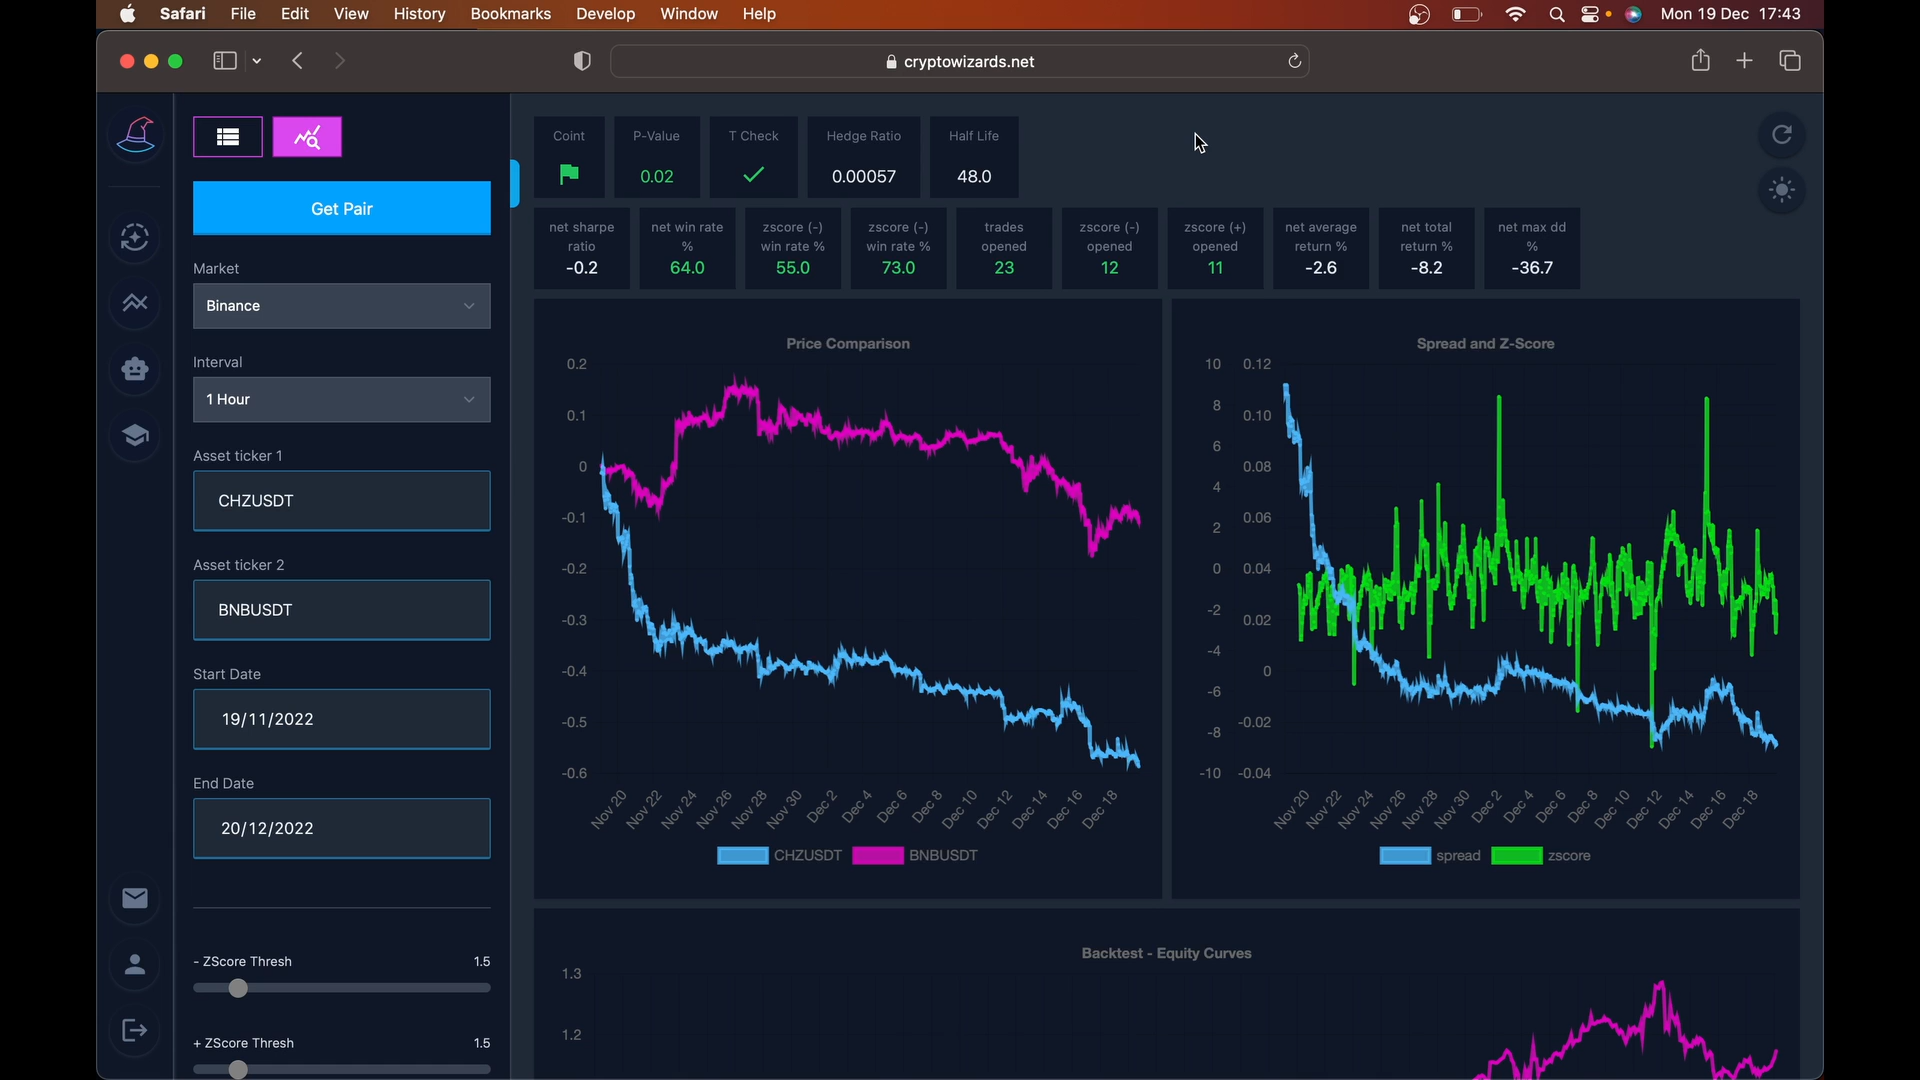 Safari File Edit View History Bookmarks Develop Window Help Mon 19 Dec 17:43
cryptowizards.net
Get Pair
Market
Binance
Interval
1 Hour
Asset ticker 1
CHZUSDT
Asset ticker 2
BNBUSDT
Start Date
19/11/2022
End Date
20/12/2022
- ZScore Thresh 1.5
+ ZScore Thresh 1.5
Coint P-Value T Check Hedge Ratio Half Life
0.02 0.00057 48.0
net sharpe net win rate zscore (-) zscore (-) trades zscore (-) zscore (+) net average net total net max dd
ratio % win rate % win rate % opened opened opened return % return % %
-0.2 64.0 55.0 73.0 23 12 11 -2.6 -8.2 -36.7
Price Comparison
0.2
0.1
0
-0.1
-0.2
-0.3
-0.4
-0.5
-0.6
Nov 20 Nov 22 Nov 24 Nov 26 Nov 28 Nov 30 Dec 2 Dec 4 Dec 6 Dec 8 Dec 10 Dec 12 Dec 14 Dec 16 Dec 18
CHZUSDT BNBUSDT
Spread and Z-Score
10 0.12
8 0.10
6
4 0.08
2 0.06
0 0.04
-2 0.02
-4 0
-6
-8 -0.02
-10 -0.04
Nov 20 Nov 22 Nov 24 Nov 26 Nov 28 Nov 30 Dec 2 Dec 4 Dec 6 Dec 8 Dec 10 Dec 12 Dec 14 Dec 16 Dec 18
spread zscore
Backtest - Equity Curves
1.3
1.2